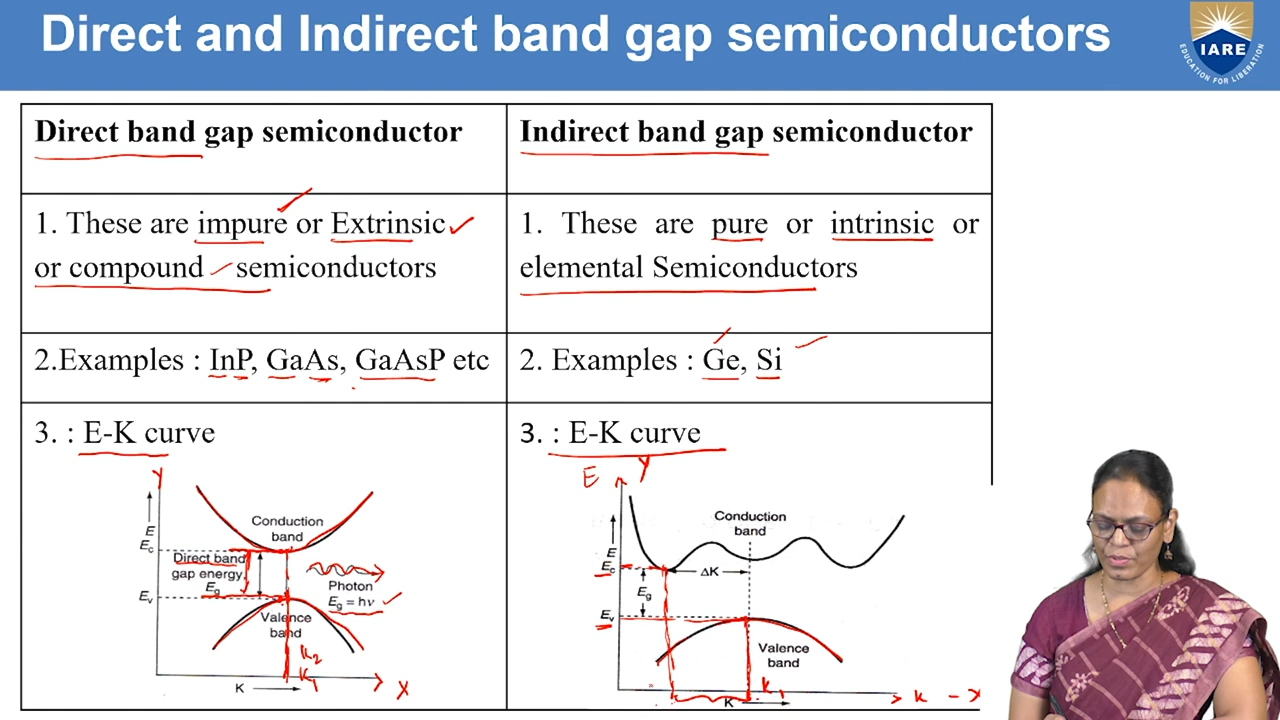 Direct and Indirect band gap semiconductors
IARE
EDUCATION FOR LIBERATION
Direct band gap semiconductor
Indirect band gap semiconductor
1. These are impure or Extrinsic
or compound semiconductors
1. These are pure or intrinsic or
elemental Semiconductors
2.Examples : InP, GaAs, GaAsP etc
2. Examples : Ge, Si
3. : E-K curve
3. : E-K curve
Y
E
Ec
Ev
Conduction
band
Direct band
gap energy
Eg
Photon
Eg = hν
Valence
band
K2
K1
K
X
E
Y
E
Ec
Ev
Conduction
band
ΔK
Eg
Valence
band
K1
K
K - X